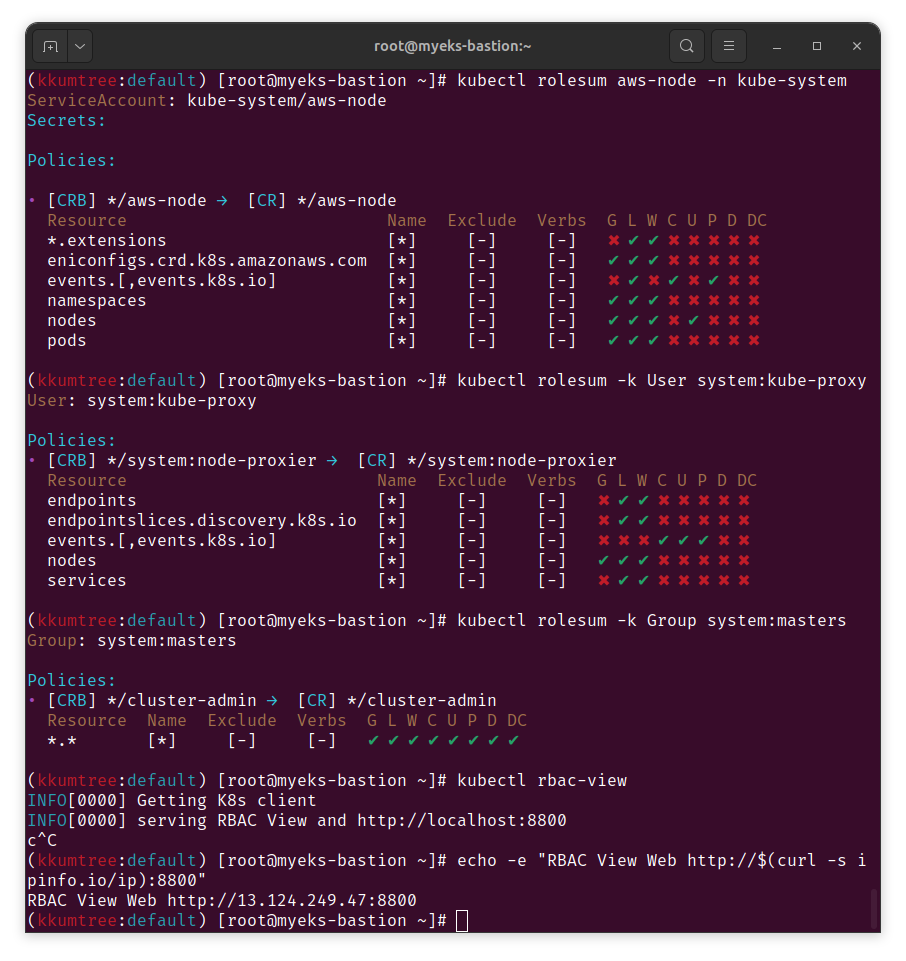 root@myeks-bastion:~
(kkumtree:default) [root@myeks-bastion ~]# kubectl rolesum aws-node -n kube-system
ServiceAccount: kube-system/aws-node
Secrets:
Policies:
• [CRB] */aws-node → [CR] */aws-node
Resource Name Exclude Verbs G L W C U P D DC
*.extensions [*] [-] [-] ✖ ✔ ✔ ✖ ✖ ✖ ✖ ✖
eniconfigs.crd.k8s.amazonaws.com [*] [-] [-] ✔ ✔ ✔ ✖ ✖ ✖ ✖ ✖
events.[,events.k8s.io] [*] [-] [-] ✖ ✔ ✖ ✔ ✖ ✔ ✖ ✖
namespaces [*] [-] [-] ✔ ✔ ✔ ✖ ✖ ✖ ✖ ✖
nodes [*] [-] [-] ✔ ✔ ✔ ✖ ✔ ✖ ✖ ✖
pods [*] [-] [-] ✔ ✔ ✔ ✖ ✖ ✖ ✖ ✖
(kkumtree:default) [root@myeks-bastion ~]# kubectl rolesum -k User system:kube-proxy
User: system:kube-proxy
Policies:
• [CRB] */system:node-proxier → [CR] */system:node-proxier
Resource Name Exclude Verbs G L W C U P D DC
endpoints [*] [-] [-] ✖ ✔ ✔ ✖ ✖ ✖ ✖ ✖
endpointslices.discovery.k8s.io [*] [-] [-] ✖ ✔ ✔ ✖ ✖ ✖ ✖ ✖
events.[,events.k8s.io] [*] [-] [-] ✖ ✖ ✖ ✔ ✔ ✔ ✖ ✖
nodes [*] [-] [-] ✔ ✔ ✔ ✖ ✖ ✖ ✖ ✖
services [*] [-] [-] ✖ ✔ ✔ ✖ ✖ ✖ ✖ ✖
(kkumtree:default) [root@myeks-bastion ~]# kubectl rolesum -k Group system:masters
Group: system:masters
Policies:
• [CRB] */cluster-admin → [CR] */cluster-admin
Resource Name Exclude Verbs G L W C U P D DC
*.* [*] [-] [-] ✔ ✔ ✔ ✔ ✔ ✔ ✔ ✔
(kkumtree:default) [root@myeks-bastion ~]# kubectl rbac-view
INFO[0000] Getting K8s client
INFO[0000] serving RBAC View and http://localhost:8800
c^C
(kkumtree:default) [root@myeks-bastion ~]# echo -e "RBAC View Web http://$(curl -s i
pinfo.io/ip):8800"
RBAC View Web http://13.124.249.47:8800
(kkumtree:default) [root@myeks-bastion ~]#